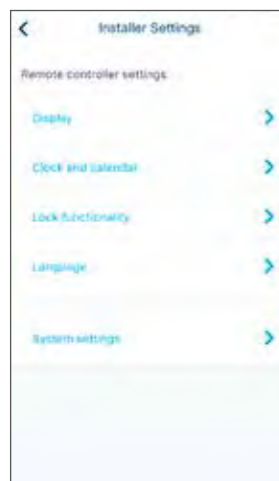 Installer Settings
Remote controller settings
Display
Clock and calendar
Lock functionality
Language
System settings